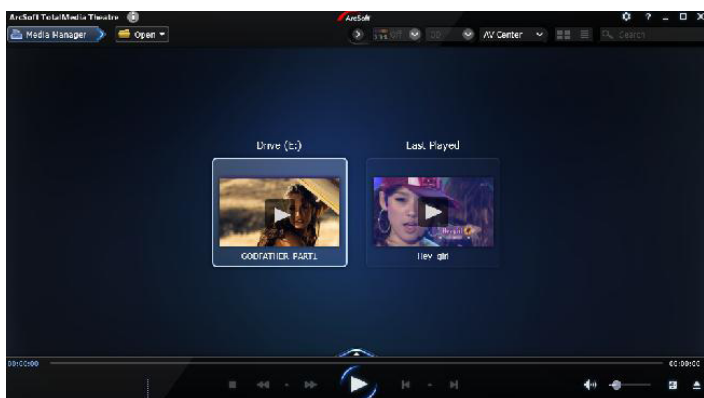 ArcSoft TotalMedia Theatre
ArcSoft
?
Media Manager
Open
Off
AV Center
Search
Drive (E:)
Last Played
GODFATHER PART1
Hey girl
00:00:00
00:00:00